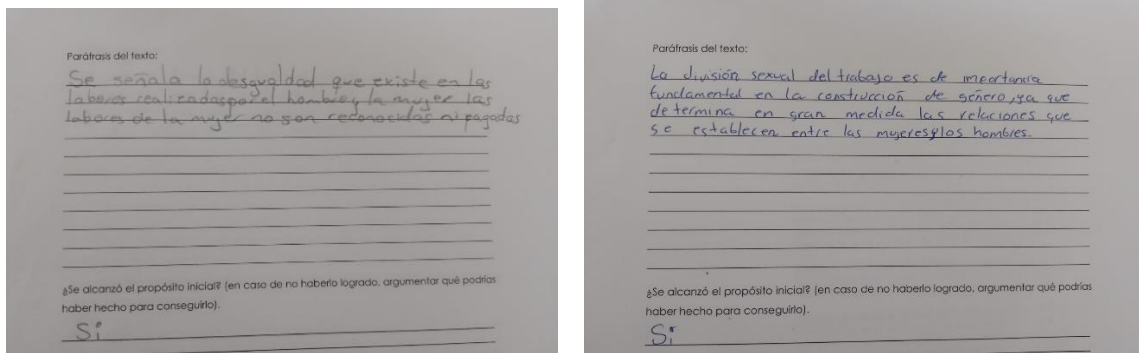 Paráfrasis del texto:
Se señala la desgualdad que existe en las
labores realizadas por el hombre y la mujer las
labores de la mujer no son reconocidas ni pagadas
¿Se alcanzó el propósito inicial? (en caso de no haberlo logrado, argumentar qué podrías
haber hecho para conseguirlo).
Si
Paráfrasis del texto:
La división sexual del trabajo es de importancia
fundamental en la construcción de género, ya que
determina en gran medida las relaciones que
se establecen entre las mujeres y los hombres.
¿Se alcanzó el propósito inicial? (en caso de no haberlo logrado, argumentar qué podrías
haber hecho para conseguirlo).
Si